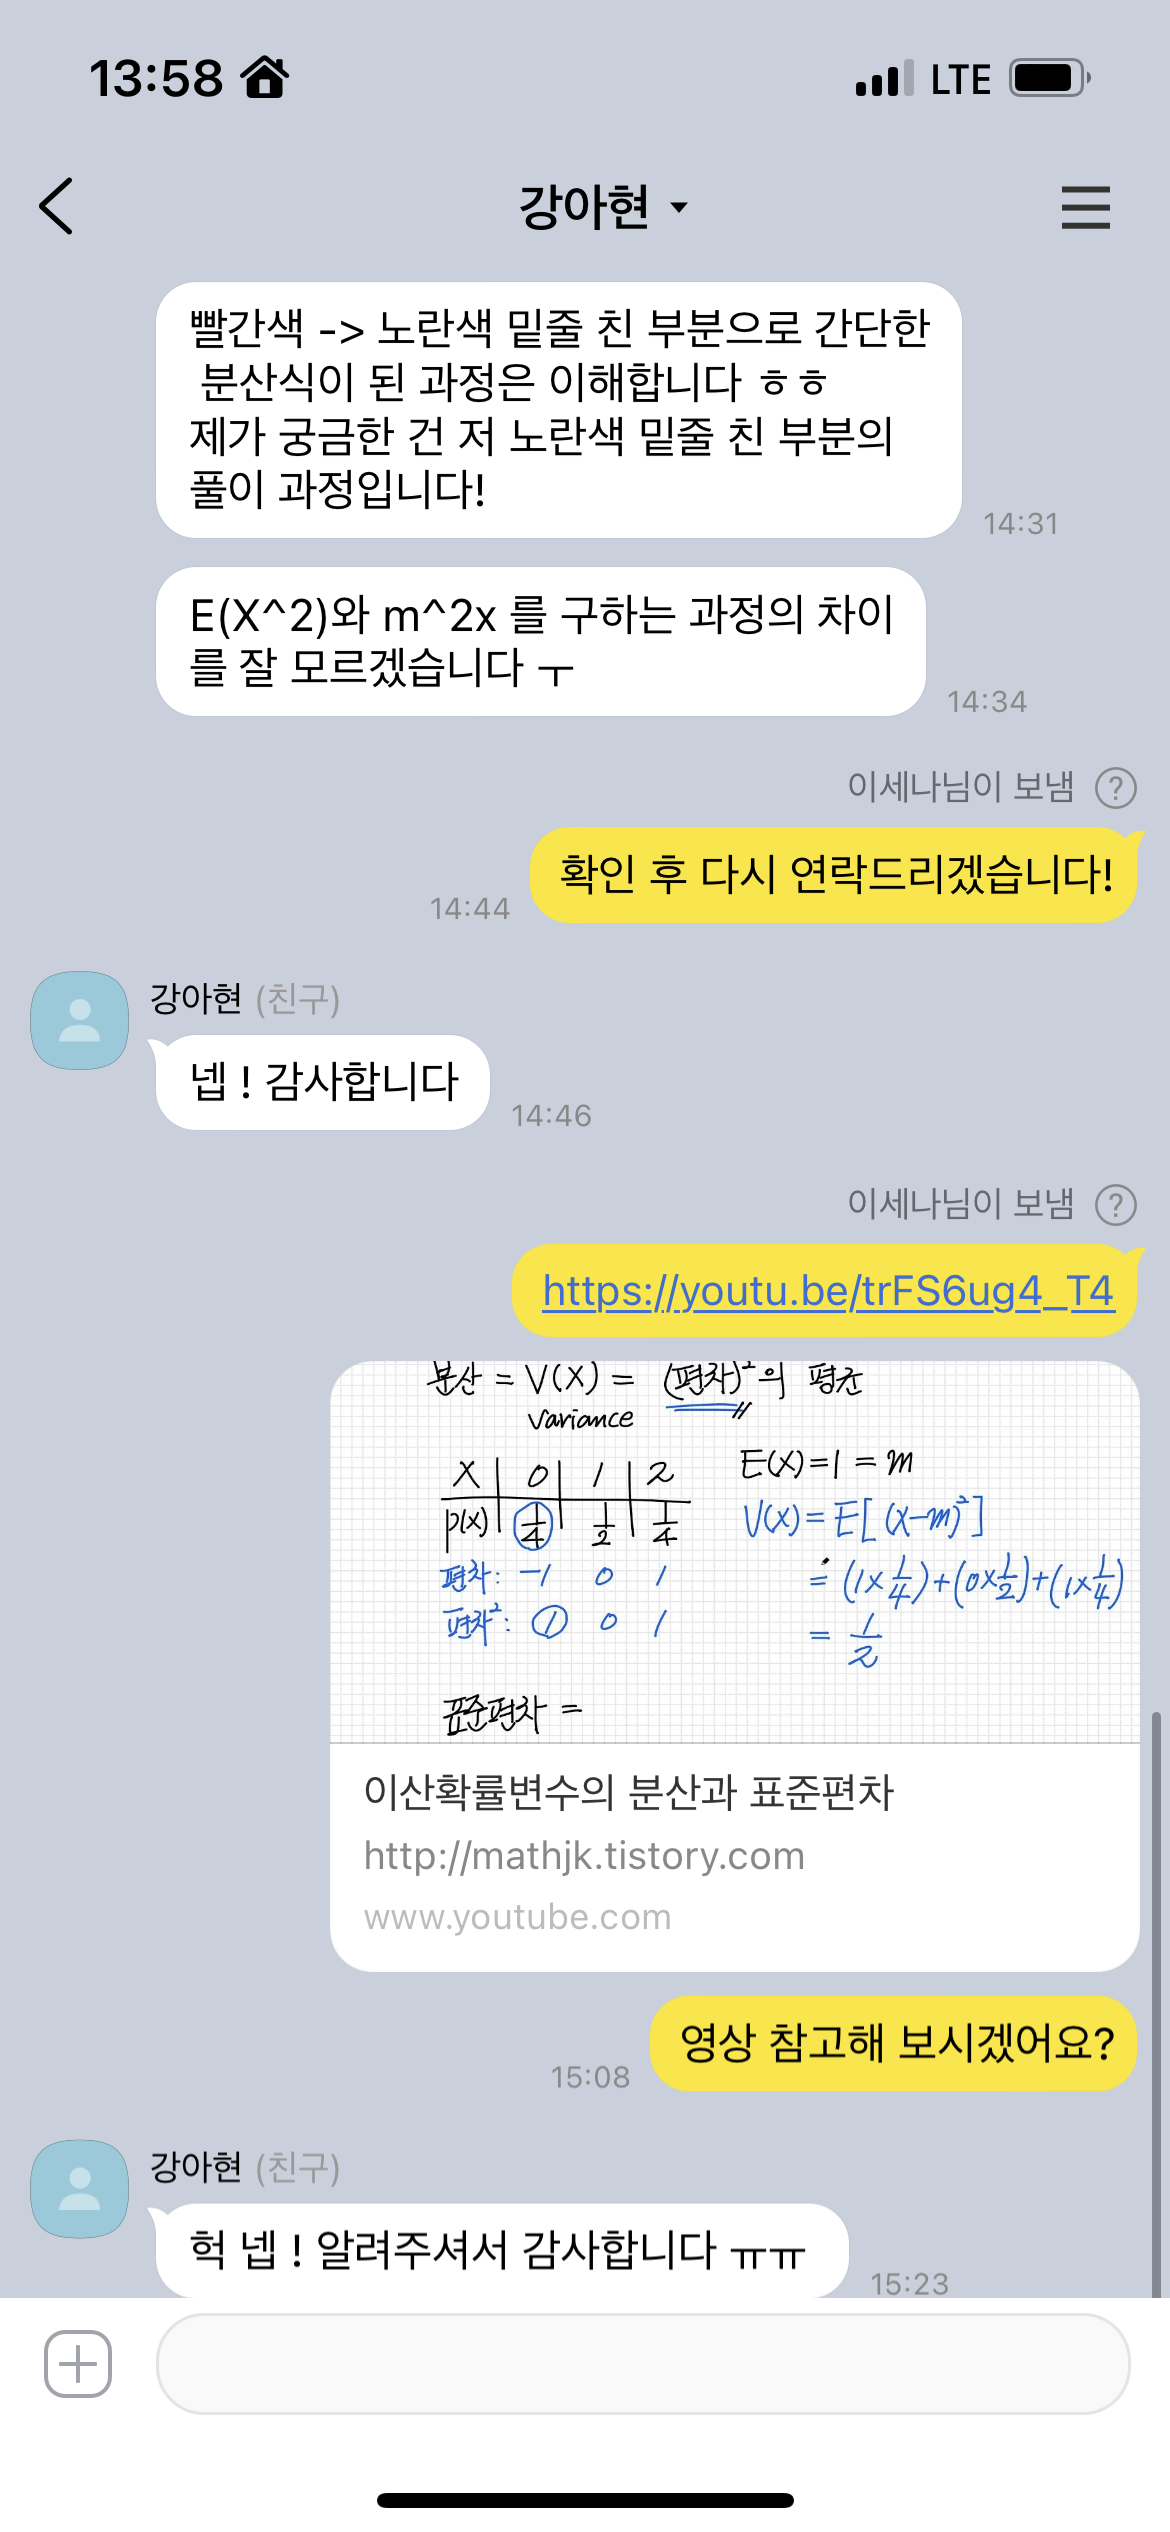 13:58
LTE
강아현
빨간색 -> 노란색 밑줄 친 부분으로 간단한
분산식이 된 과정은 이해합니다 ㅎㅎ
제가 궁금한 건 저 노란색 밑줄 친 부분의
풀이 과정입니다!
14:31
E(X^2)와 m^2x 를 구하는 과정의 차이
를 잘 모르겠습니다 ㅜ
14:34
이세나님이 보냄 ?
확인 후 다시 연락드리겠습니다!
14:44
강아현 (친구)
넵 ! 감사합니다
14:46
이세나님이 보냄 ?
https://youtu.be/trFS6ug4_T4
분산 = V(X) = (편차)² 의 평균
variance
X 0 1 2
p(x) 1/4 1/2 1/4
편차: -1 0 1
편차²: 1 0 1
표준편차 =
E(X)=1 = m
V(X)= E[(X-m)²]
= (1×1/4)+(0×1/2)+(1×1/4)
= 1/2
이산확률변수의 분산과 표준편차
http://mathjk.tistory.com
www.youtube.com
영상 참고해 보시겠어요?
15:08
강아현 (친구)
헉 넵 ! 알려주셔서 감사합니다 ㅠㅠ
15:23